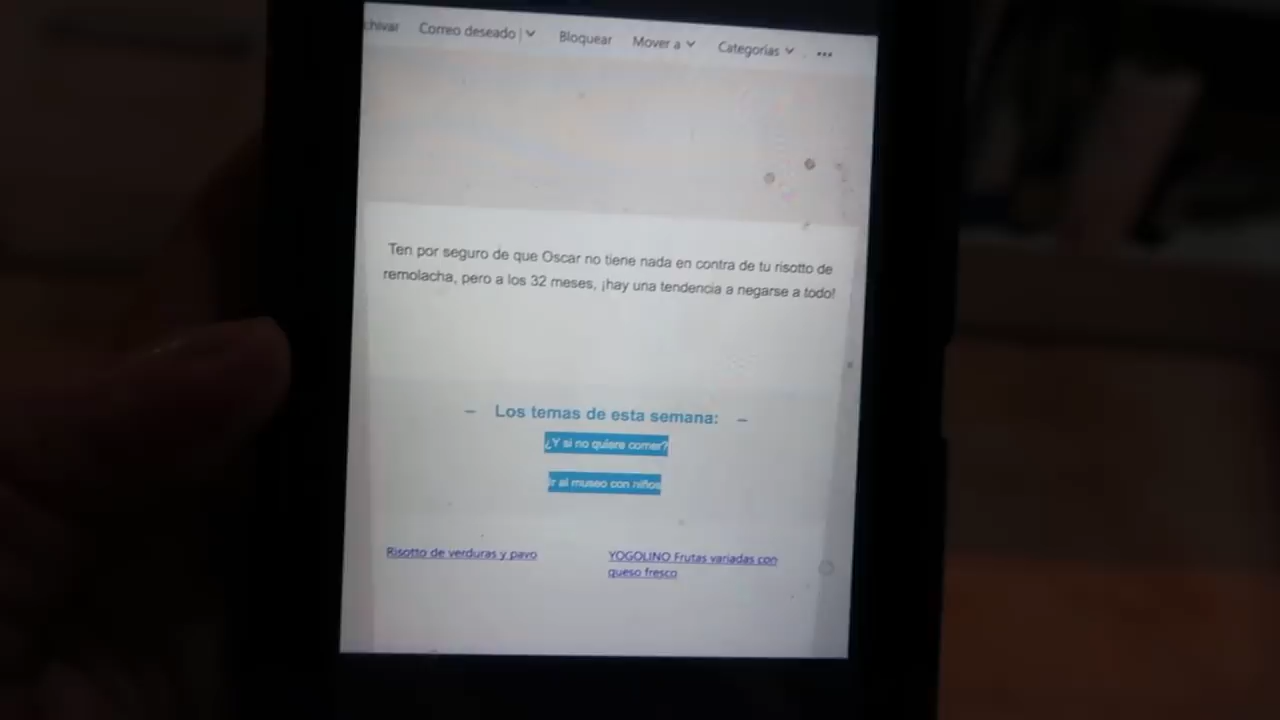 chivar Correo deseado | Bloquear Mover a Categorías ...
Ten por seguro de que Oscar no tiene nada en contra de tu risotto de
remolacha, pero a los 32 meses, ¡hay una tendencia a negarse a todo!
– Los temas de esta semana: –
¿Y si no quiere comer?
Ir al museo con niños
Risotto de verduras y pavo
YOGOLINO Frutas variadas con
queso fresco